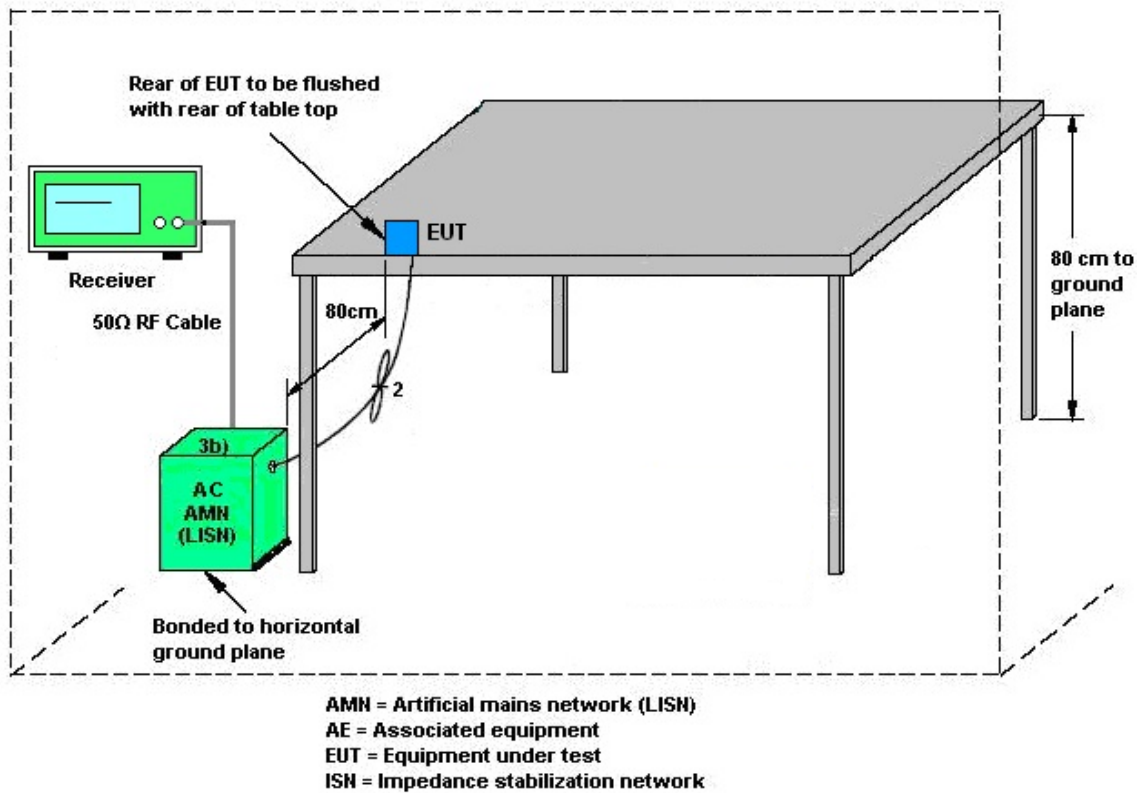 Rear of EUT to be flushed
with rear of table top
EUT
Receiver
50Ω RF Cable
80cm
80 cm to
ground
plane
2
3b)
AC
AMN
(LISN)
Bonded to horizontal
ground plane
AMN = Artificial mains network (LISN)
AE = Associated equipment
EUT = Equipment under test
ISN = Impedance stabilization network